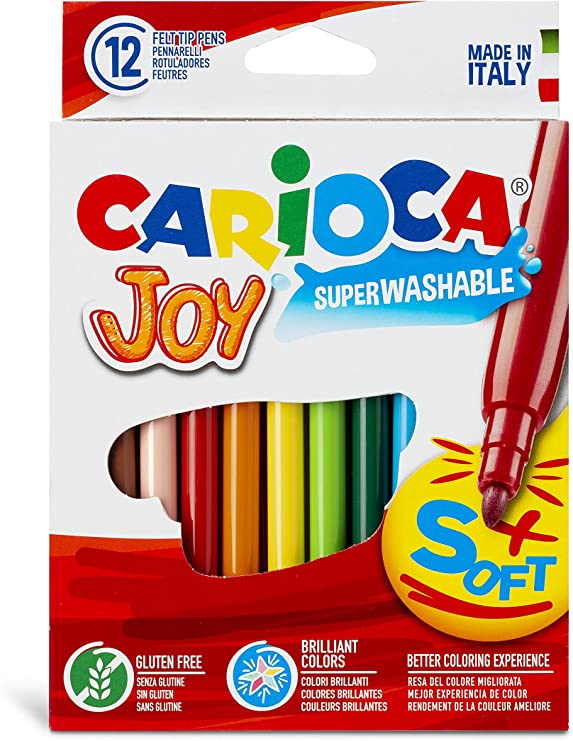 12
FELT TIP PENS
PENNARELLI
ROTULADORES
FEUTRES
MADE IN
ITALY
CARIOCA®
JOY
SUPERWASHABLE
S+
OFT
GLUTEN FREE
SENZA GLUTINE
SIN GLUTEN
SANS GLUTINE
BRILLIANT
COLORS
COLORI BRILLANTI
COLORES BRILLANTES
COULEURS BRILLANTES
BETTER COLORING EXPERIENCE
RESA DEL COLORE MIGLIORATA
MEJOR EXPERIENCIA DE COLOR
RENDEMENT DE LA COULEUR AMELIORE